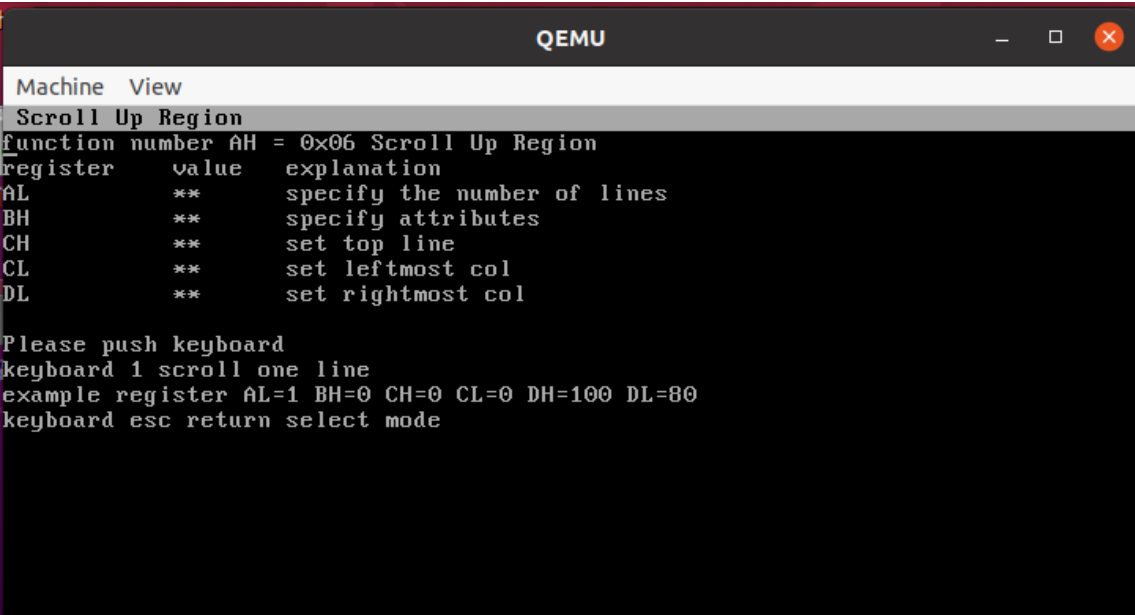 QEMU
Machine View
Scroll Up Region
function number AH = 0x06 Scroll Up Region
register value explanation
AL ** specify the number of lines
BH ** specify attributes
CH ** set top line
CL ** set leftmost col
DL ** set rightmost col
Please push keyboard
keyboard 1 scroll one line
example register AL=1 BH=0 CH=0 CL=0 DH=100 DL=80
keyboard esc return select mode